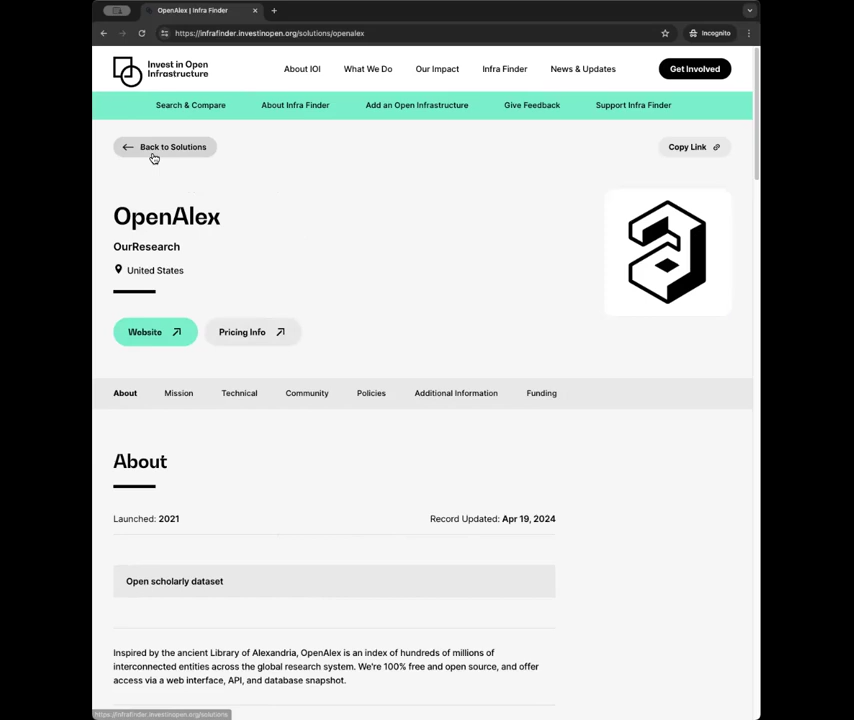 OpenAlex | Infra Finder
https://infrafinder.investinopen.org/solutions/openalex
Incognito
Invest in Open
Infrastructure
About IOI
What We Do
Our Impact
Infra Finder
News & Updates
Get Involved
Search & Compare
About Infra Finder
Add an Open Infrastructure
Give Feedback
Support Infra Finder
Back to Solutions
Copy Link
OpenAlex
OurResearch
United States
Website
Pricing Info
About
Mission
Technical
Community
Policies
Additional Information
Funding
About
Launched: 2021
Record Updated: Apr 19, 2024
Open scholarly dataset
Inspired by the ancient Library of Alexandria, OpenAlex is an index of hundreds of millions of
interconnected entities across the global research system. We're 100% free and open source, and offer
access via a web interface, API, and database snapshot.
https://infrafinder.investinopen.org/solutions